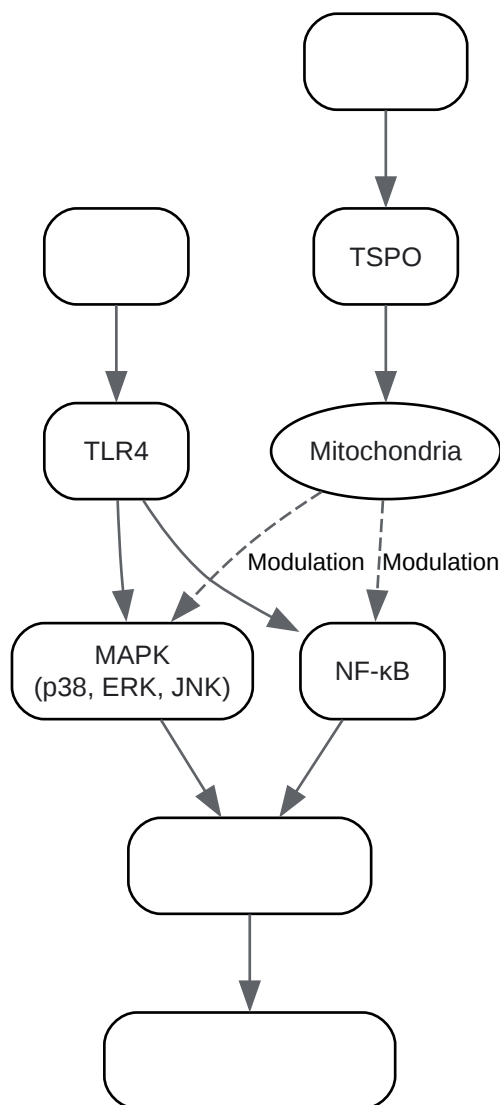 TSPO
TLR4
Mitochondria
Modulation
Modulation
MAPK
(p38, ERK, JNK)
NF-κB